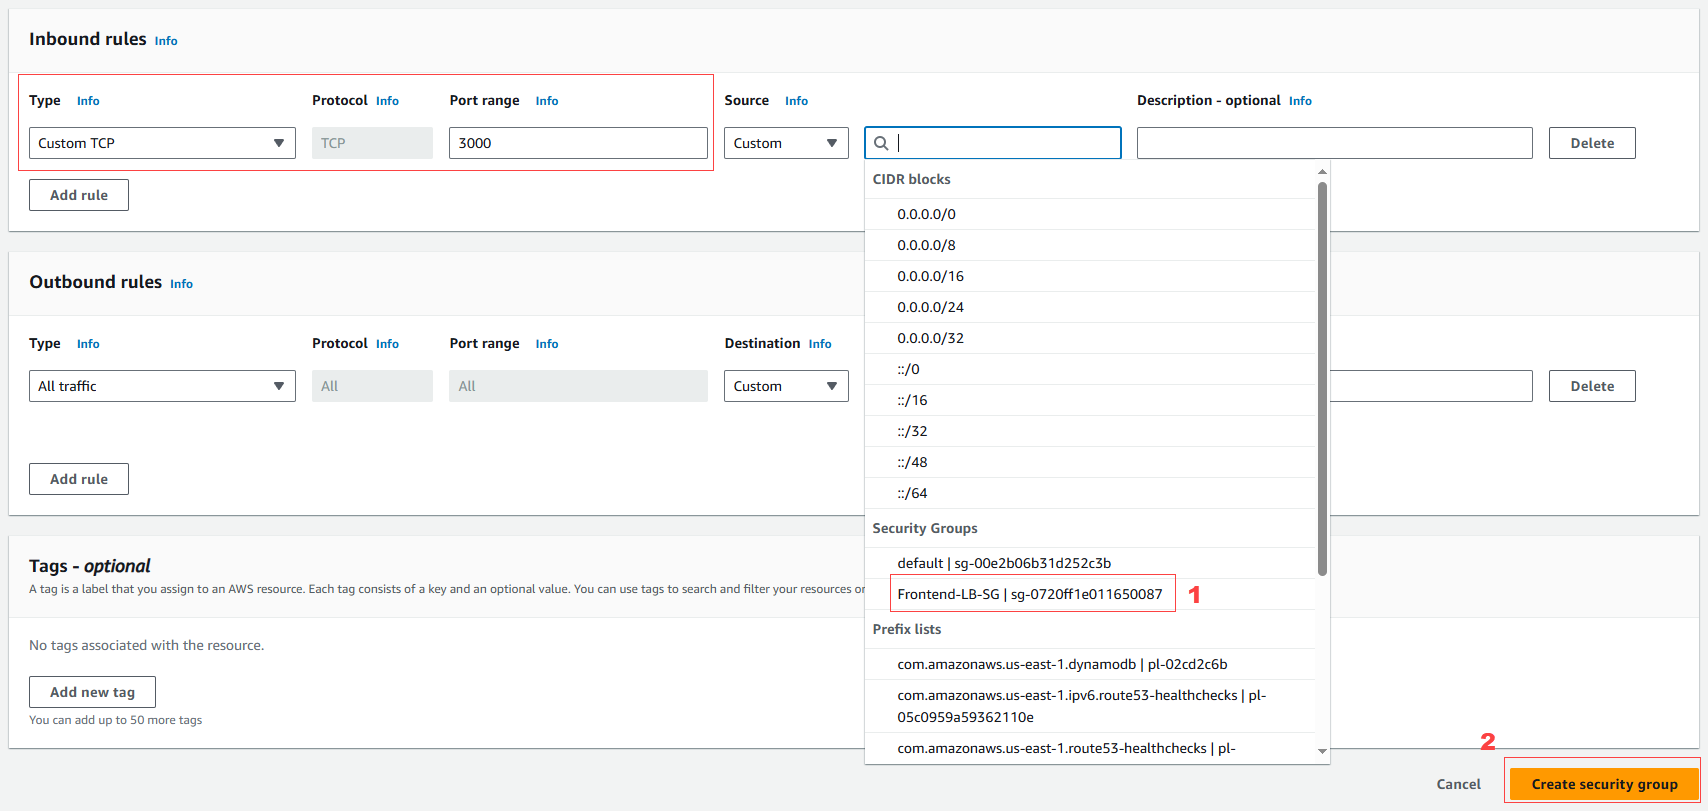 Inbound rules Info
Type Info Protocol Info Port range Info Source Info Description - optional Info
Custom TCP TCP 3000 Custom Delete
Add rule
CIDR blocks
0.0.0.0/0
0.0.0.0/8
0.0.0.0/16
0.0.0.0/24
0.0.0.0/32
::/0
::/16
::/32
::/48
::/64
Security Groups
default | sg-00e2b06b31d252c3b
Frontend-LB-SG | sg-0720ff1e011650087 1
Prefix lists
com.amazonaws.us-east-1.dynamodb | pl-02cd2c6b
com.amazonaws.us-east-1.ipv6.route53-healthchecks | pl-
05c0959a59362110e
com.amazonaws.us-east-1.route53-healthchecks | pl-
Outbound rules Info
Type Info Protocol Info Port range Info Destination Info
All traffic All All Custom Delete
Add rule
Tags - optional
A tag is a label that you assign to an AWS resource. Each tag consists of a key and an optional value. You can use tags to search and filter your resources or
No tags associated with the resource.
Add new tag
You can add up to 50 more tags
2
Cancel Create security group